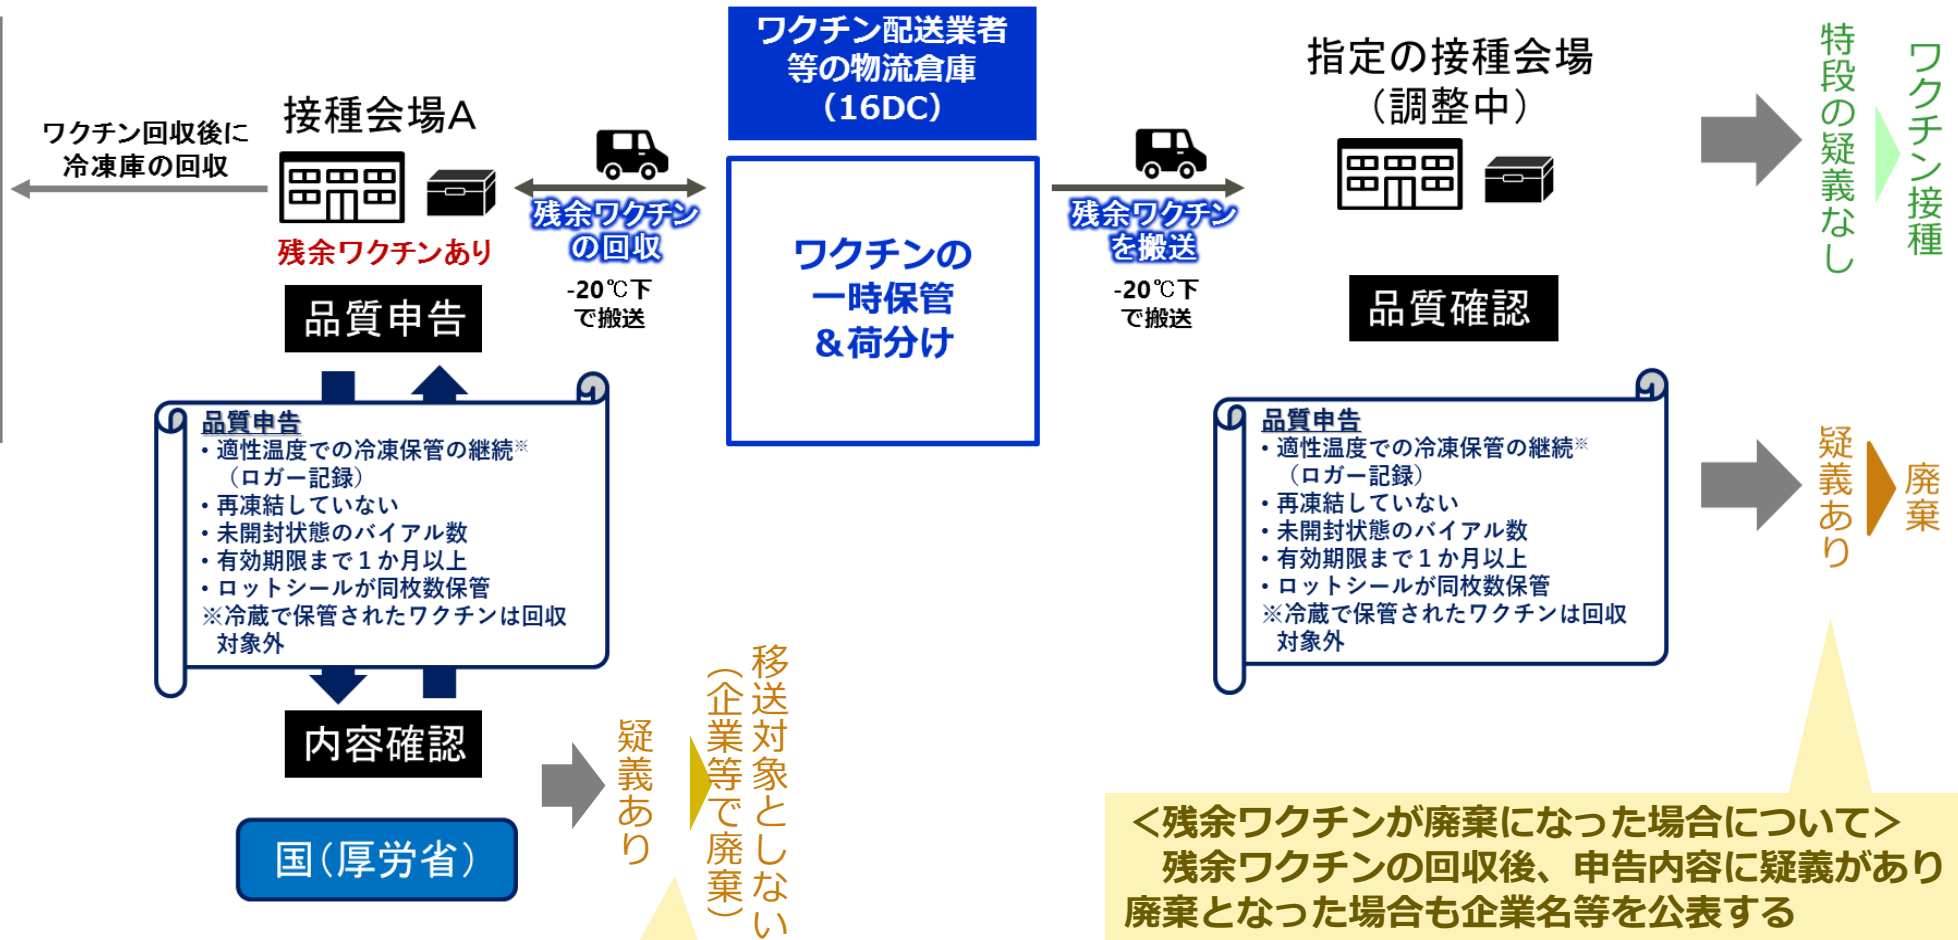 ワクチン回収後に
冷凍庫の回収
接種会場A
残余ワクチンあり
品質申告
残余ワクチン
の回収
-20℃下
で搬送
ワクチン配送業者
等の物流倉庫
（16DC）
ワクチンの
一時保管
＆荷分け
残余ワクチン
を搬送
-20℃下
で搬送
指定の接種会場
（調整中）
品質確認
特段の疑義なし
ワクチン接種
品質申告
・適性温度での冷凍保管の継続※
（ロガー記録）
・再凍結していない
・未開封状態のバイアル数
・有効期限まで１か月以上
・ロットシールが同枚数保管
※冷蔵で保管されたワクチンは回収
対象外
内容確認
国（厚労省）
疑義あり
移送対象としない
（企業等で廃棄）
品質申告
・適性温度での冷凍保管の継続※
（ロガー記録）
・再凍結していない
・未開封状態のバイアル数
・有効期限まで１か月以上
・ロットシールが同枚数保管
※冷蔵で保管されたワクチンは回収
対象外
疑義あり
廃棄
＜残余ワクチンが廃棄になった場合について＞
残余ワクチンの回収後、申告内容に疑義があり
廃棄となった場合も企業名等を公表する